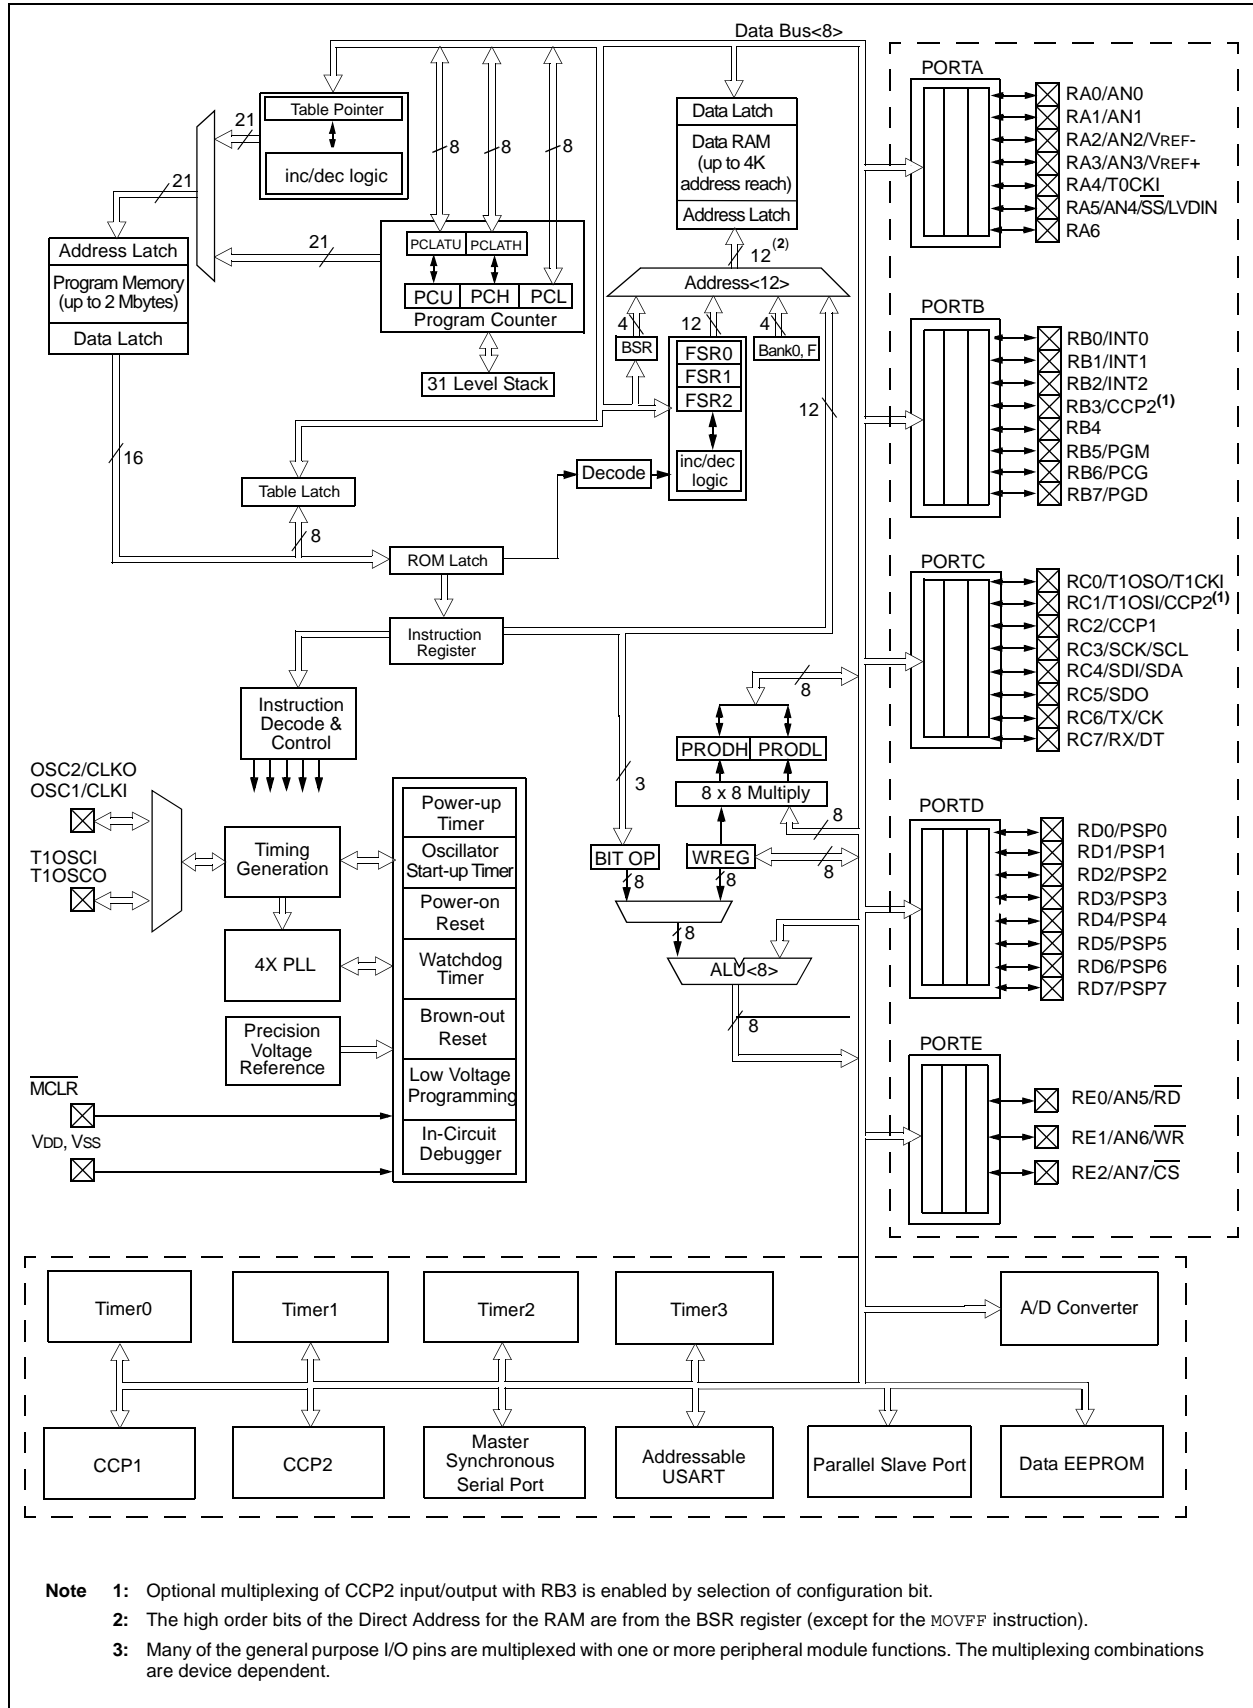 Data Bus<8>
Table Pointer
inc/dec logic
21
21
21
8
8
8
Address Latch
Program Memory
(up to 2 Mbytes)
Data Latch
PCLATU
PCLATH
PCU
PCH
PCL
Program Counter
31 Level Stack
Data Latch
Data RAM
(up to 4K
address reach)
Address Latch
12(2)
Address<12>
4
12
4
BSR
FSR0
FSR1
FSR2
Bank0, F
inc/dec
logic
12
16
Table Latch
8
Decode
ROM Latch
Instruction
Register
Instruction
Decode &
Control
8
PRODH
PRODL
3
8 x 8 Multiply
8
BIT OP
WREG
8
8
8
8
ALU<8>
8
OSC2/CLKO
OSC1/CLKI
T1OSCI
T1OSCO
Timing
Generation
4X PLL
Precision
Voltage
Reference
MCLR
VDD, VSS
Power-up
Timer
Oscillator
Start-up Timer
Power-on
Reset
Watchdog
Timer
Brown-out
Reset
Low Voltage
Programming
In-Circuit
Debugger
PORTA
RA0/AN0
RA1/AN1
RA2/AN2/VREF-
RA3/AN3/VREF+
RA4/T0CKI
RA5/AN4/SS/LVDIN
RA6
PORTB
RB0/INT0
RB1/INT1
RB2/INT2
RB3/CCP2(1)
RB4
RB5/PGM
RB6/PCG
RB7/PGD
PORTC
RC0/T1OSO/T1CKI
RC1/T1OSI/CCP2(1)
RC2/CCP1
RC3/SCK/SCL
RC4/SDI/SDA
RC5/SDO
RC6/TX/CK
RC7/RX/DT
PORTD
RD0/PSP0
RD1/PSP1
RD2/PSP2
RD3/PSP3
RD4/PSP4
RD5/PSP5
RD6/PSP6
RD7/PSP7
PORTE
RE0/AN5/RD
RE1/AN6/WR
RE2/AN7/CS
Timer0
Timer1
Timer2
Timer3
A/D Converter
CCP1
CCP2
Master
Synchronous
Serial Port
Addressable
USART
Parallel Slave Port
Data EEPROM
Note 1: Optional multiplexing of CCP2 input/output with RB3 is enabled by selection of configuration bit.
2: The high order bits of the Direct Address for the RAM are from the BSR register (except for the MOVFF instruction).
3: Many of the general purpose I/O pins are multiplexed with one or more peripheral module functions. The multiplexing combinations
are device dependent.